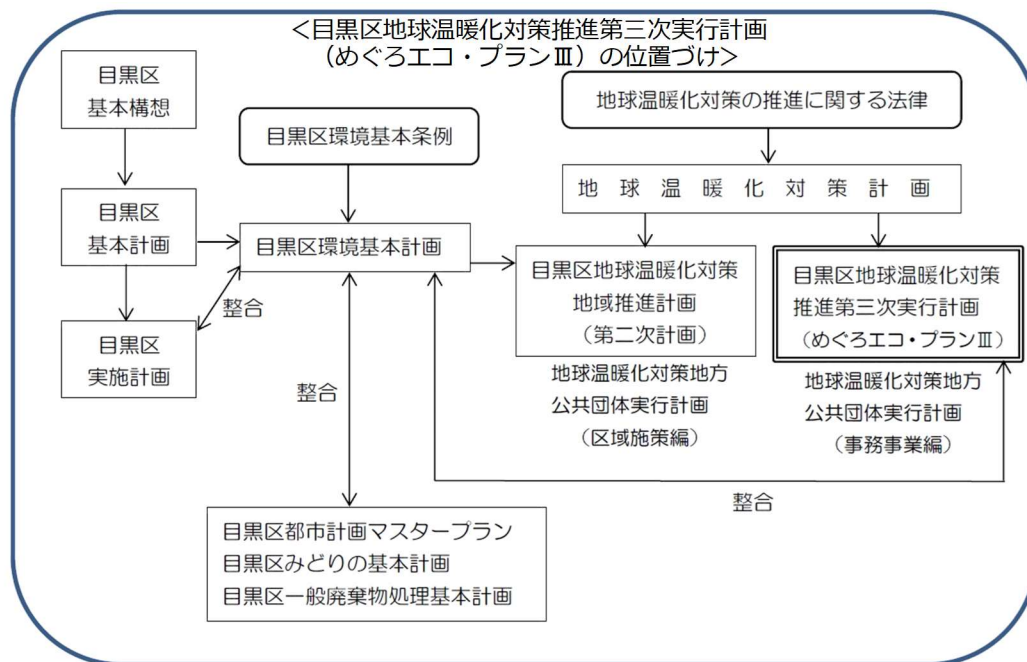 <目黒区地球温暖化対策推進第三次実行計画
（めぐろエコ・プランⅢ）の位置づけ>
目黒区
基本構想
目黒区環境基本条例
地球温暖化対策の推進に関する法律
地球温暖化対策計画
目黒区
基本計画
目黒区環境基本計画
目黒区地球温暖化対策
地域推進計画
（第二次計画）
目黒区地球温暖化対策
推進第三次実行計画
（めぐろエコ・プランⅢ）
整合
目黒区
実施計画
地球温暖化対策地方
公共団体実行計画
（区域施策編）
地球温暖化対策地方
公共団体実行計画
（事務事業編）
整合
整合
目黒区都市計画マスタープラン
目黒区みどりの基本計画
目黒区一般廃棄物処理基本計画